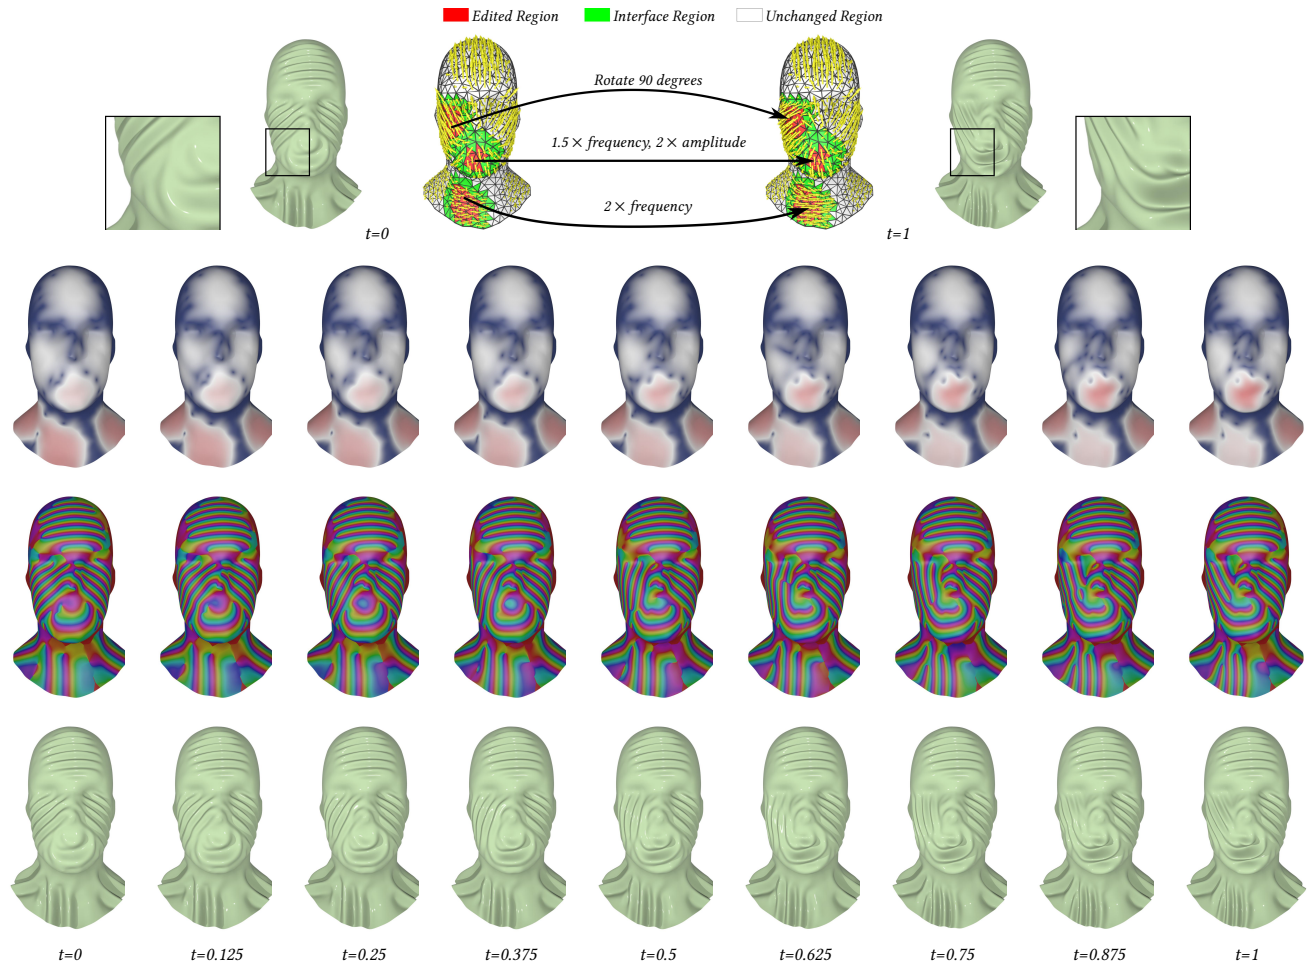 Edited Region Interface Region Unchanged Region
Rotate 90 degrees
1.5× frequency, 2× amplitude
2× frequency
t=0 t=1
t=0 t=0.125 t=0.25 t=0.375 t=0.5 t=0.625 t=0.75 t=0.875 t=1